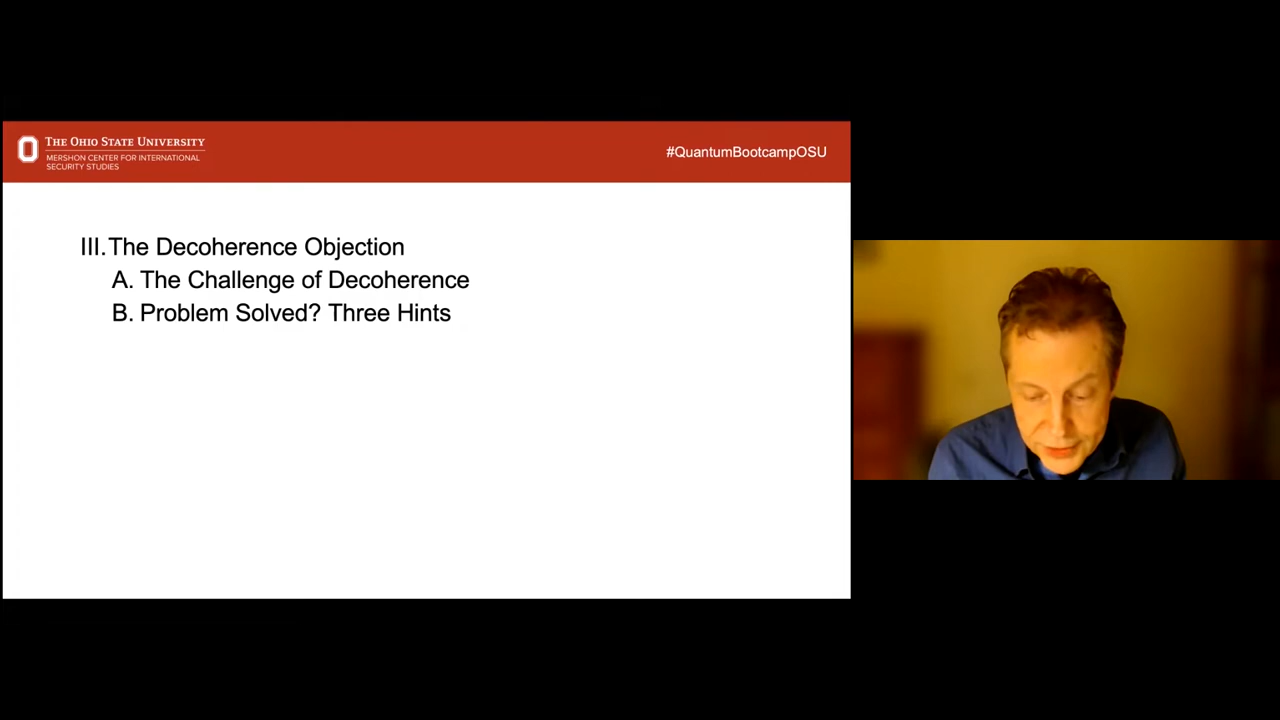 THE OHIO STATE UNIVERSITY
MERSHON CENTER FOR INTERNATIONAL
SECURITY STUDIES
#QuantumBootcampOSU
III. The Decoherence Objection
A. The Challenge of Decoherence
B. Problem Solved? Three Hints